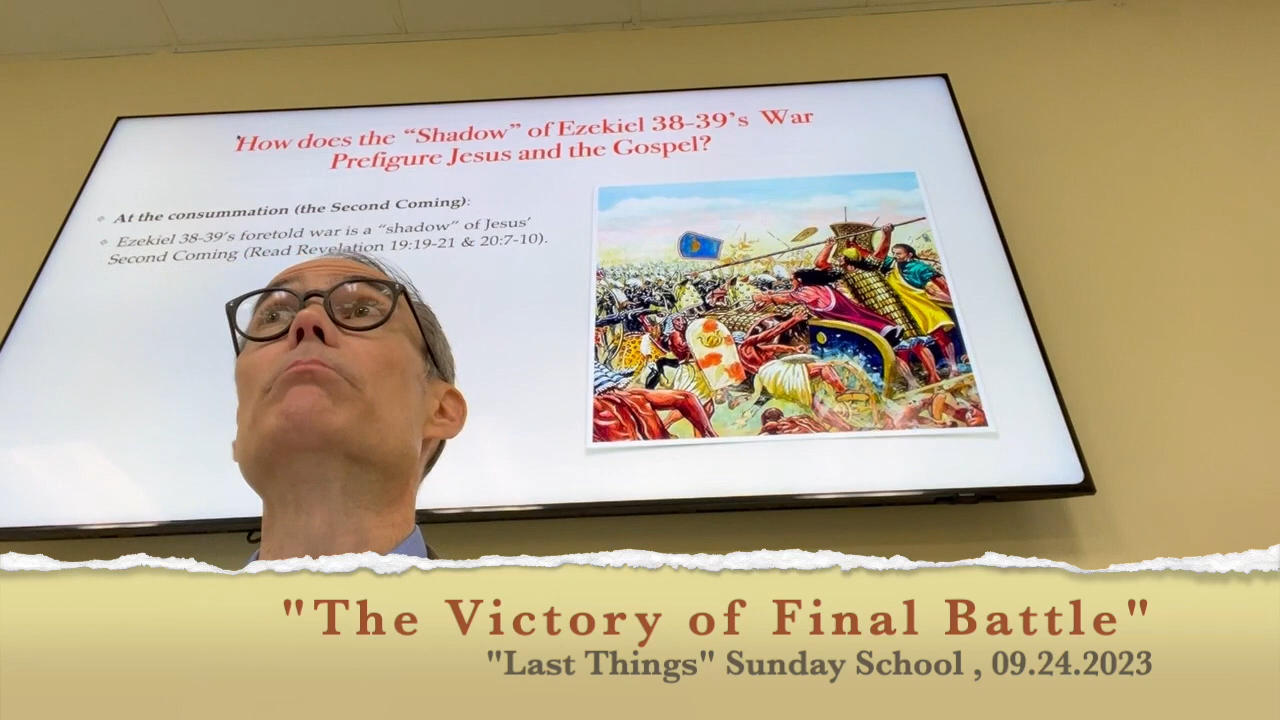 How does the “Shadow” of Ezekiel 38-39’s War
Prefigure Jesus and the Gospel?
At the consummation (the Second Coming):
Ezekiel 38-39’s foretold war is a “shadow” of Jesus’
Second Coming (Read Revelation 19:19-21 & 20:7-10).
"The Victory of Final Battle"
"Last Things" Sunday School , 09.24.2023